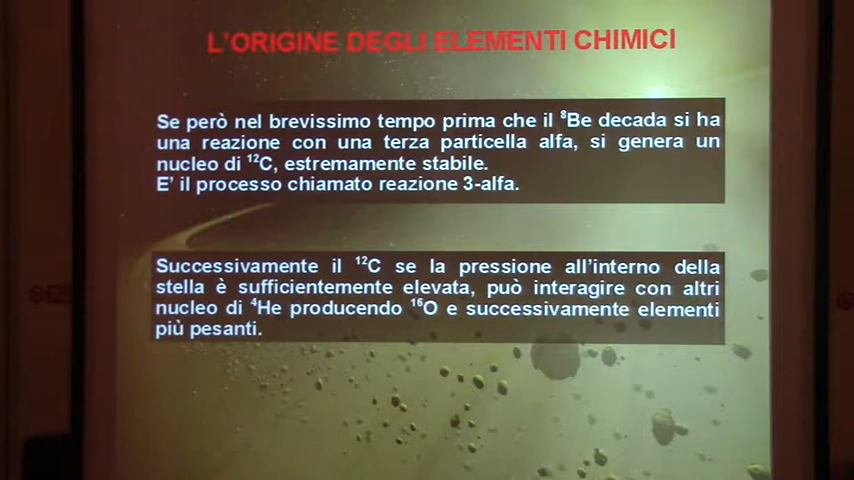 L'ORIGINE DEGLI ELEMENTI CHIMICI
Se però nel brevissimo tempo prima che il ⁸Be decada si ha
una reazione con una terza particella alfa, si genera un
nucleo di ¹²C, estremamente stabile.
E' il processo chiamato reazione 3-alfa.
Successivamente il ¹²C se la pressione all'interno della
stella è sufficientemente elevata, può interagire con altri
nucleo di ⁴He producendo ¹⁶O e successivamente elementi
più pesanti.